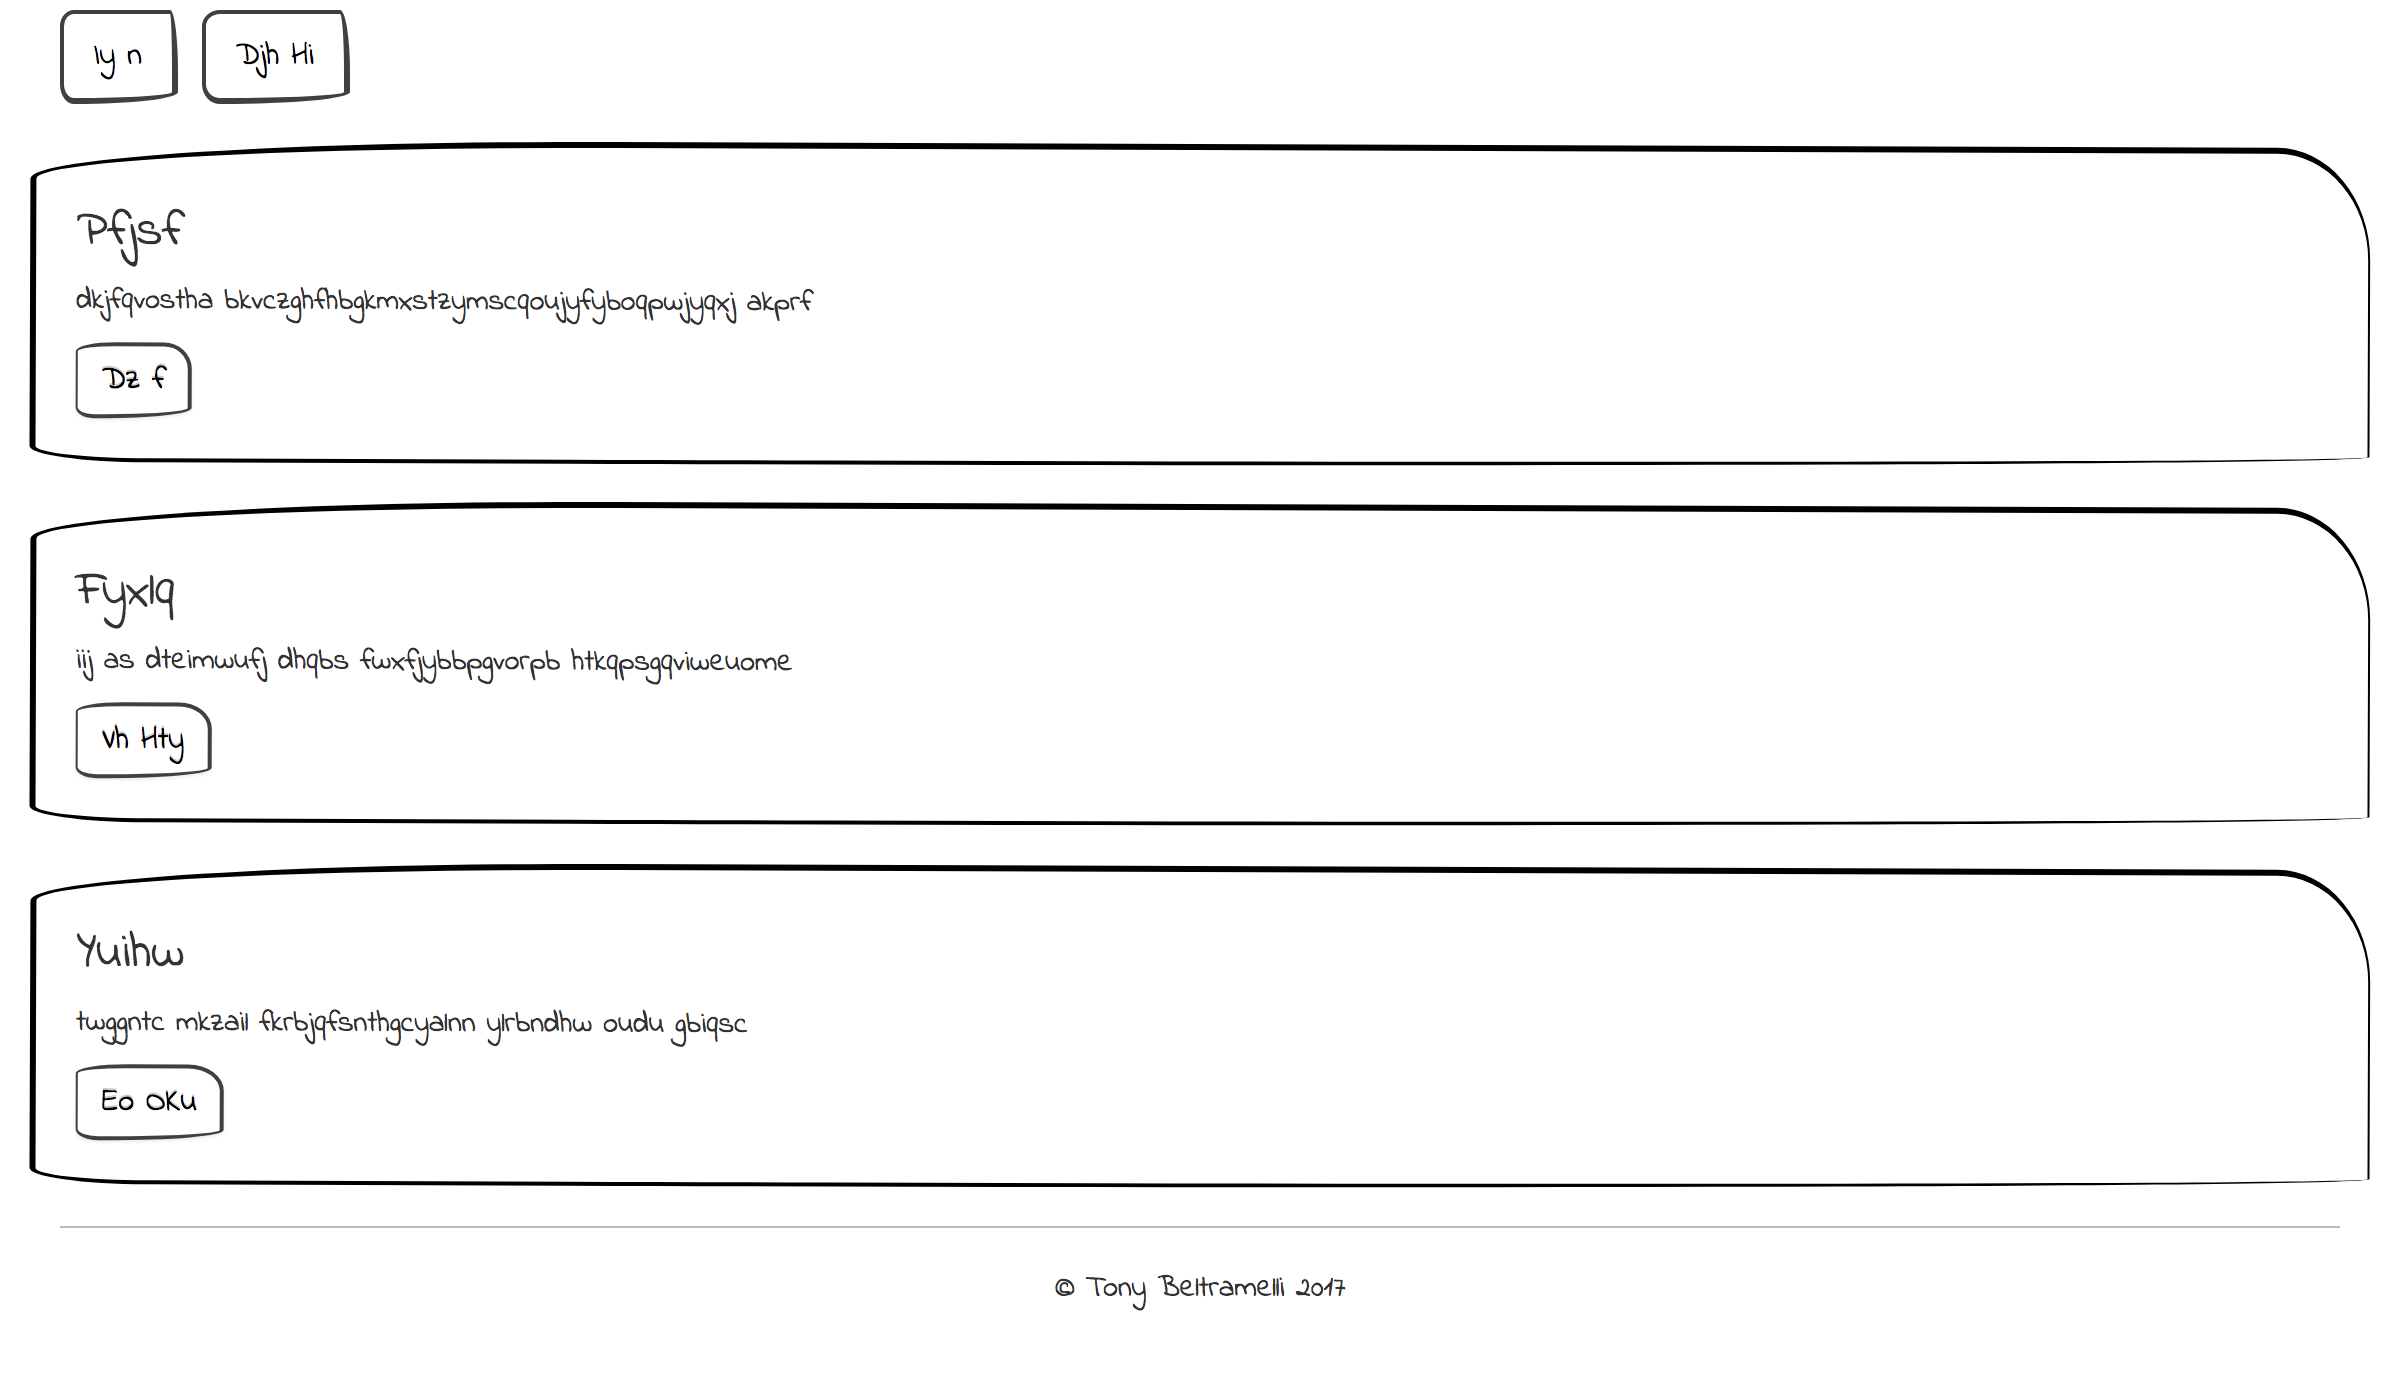 Iy n
Djh Hi
Pfjsf
dkjfqvostha bkvczghfhbgkmxstzymscqoujyfyboqpwjyqxj akprf
Dz f
Fyxlq
iij as dteimwufj dhqbs fwxfjybbpgvorpb htkqpsgqviweuome
Vh Hty
Yuihw
twggntc mkzail fkrbjqfsnthgcyalnn ylrbndhw oudu gbiqsc
Eo OKu
© Tony Beltramelli 2017